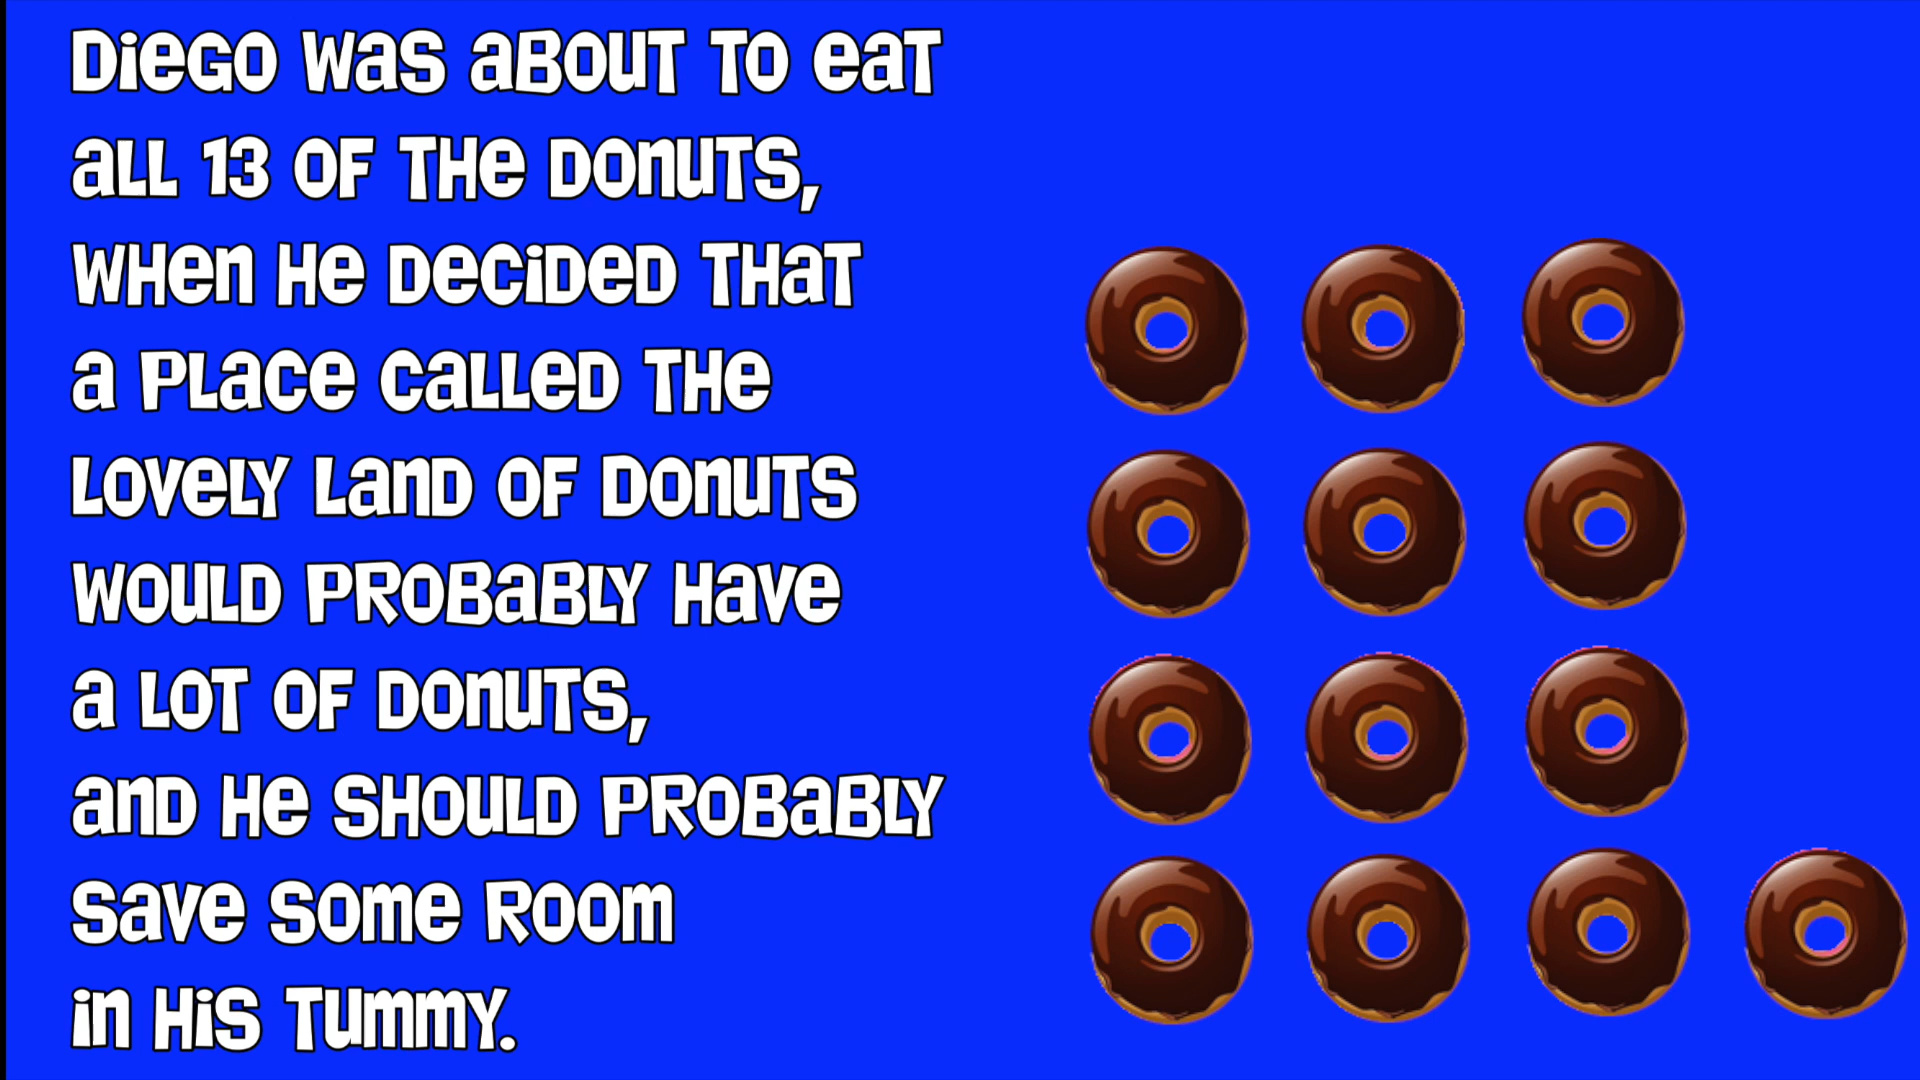 Diego was about to eat
all 13 of the donuts,
when he decided that
a place called the
Lovely Land of Donuts
would probably have
a lot of donuts,
and he should probably
save some room
in his tummy.